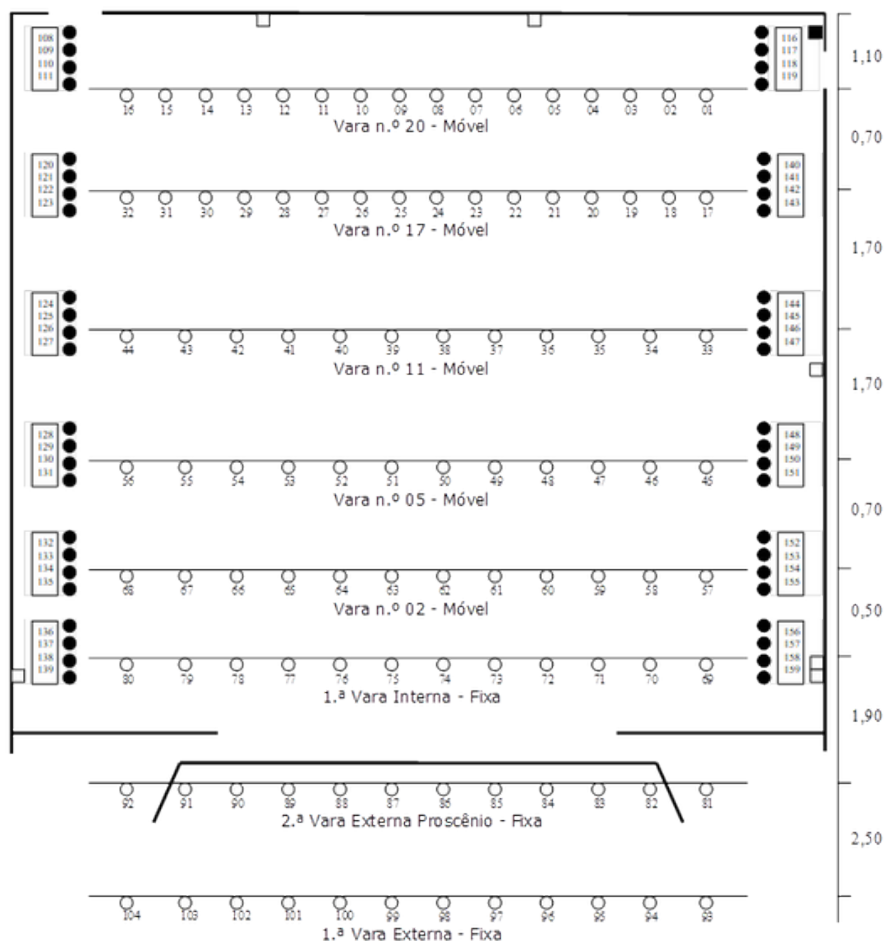 108 116
109 117
110 118
111 119
1,10
16 15 14 13 12 11 10 09 08 07 06 05 04 03 02 01
Vara n.º 20 - Móvel
0,70
120 140
121 141
122 142
123 143
32 31 30 29 28 27 26 25 24 23 22 21 20 19 18 17
Vara n.º 17 - Móvel
1,70
124 144
125 145
126 146
127 147
44 43 42 41 40 39 38 37 36 35 34 33
Vara n.º 11 - Móvel
1,70
128 148
129 149
130 150
131 151
56 55 54 53 52 51 50 49 48 47 46 45
Vara n.º 05 - Móvel
0,70
132 152
133 153
134 154
135 155
68 67 66 65 64 63 62 61 60 59 58 57
Vara n.º 02 - Móvel
0,50
136 156
137 157
138 158
139 159
80 79 78 77 76 75 74 73 72 71 70 69
1.ª Vara Interna - Fixa
1,90
92 91 90 89 88 87 86 85 84 83 82 81
2.ª Vara Externa Proscênio - Fixa
2,50
104 103 102 101 100 99 98 97 96 95 94 93
1.ª Vara Externa - Fixa